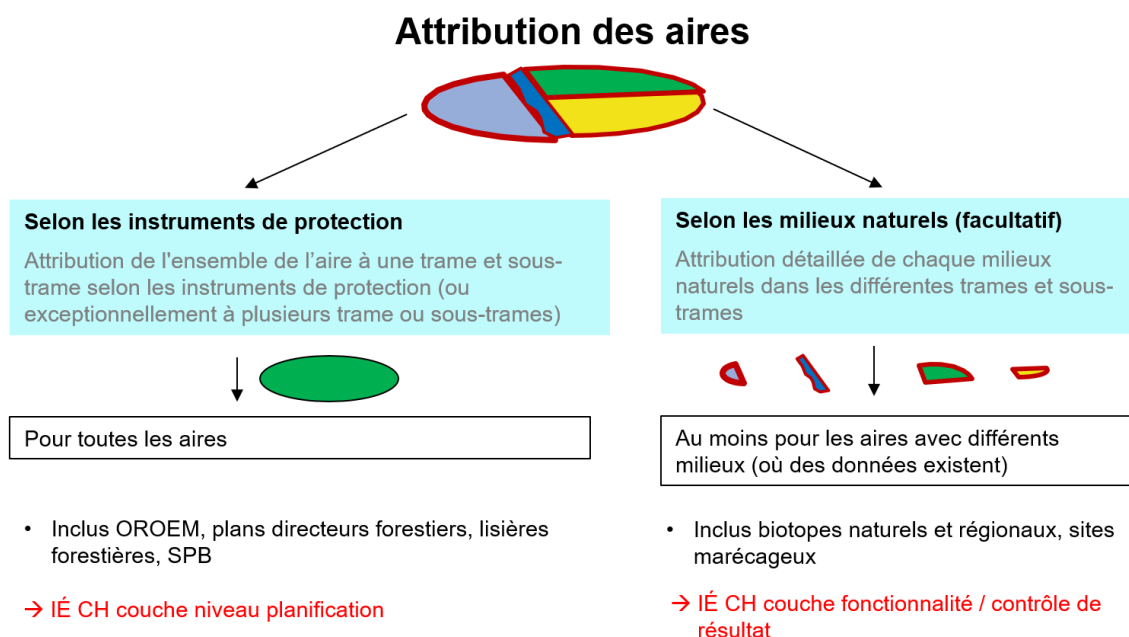 Attribution des aires
Selon les instruments de protection
Attribution de l'ensemble de l'aire à une trame et sous-
trame selon les instruments de protection (ou
exceptionnellement à plusieurs trame ou sous-trames)
Pour toutes les aires
• Inclus OROEM, plans directeurs forestiers, lisières
forestières, SPB
→ IÉ CH couche niveau planification
Selon les milieux naturels (facultatif)
Attribution détaillée de chaque milieux
naturels dans les différentes trames et sous-
trames
Au moins pour les aires avec différents
milieux (où des données existent)
• Inclus biotopes naturels et régionaux, sites
marécageux
→ IÉ CH couche fonctionnalité / contrôle de
résultat